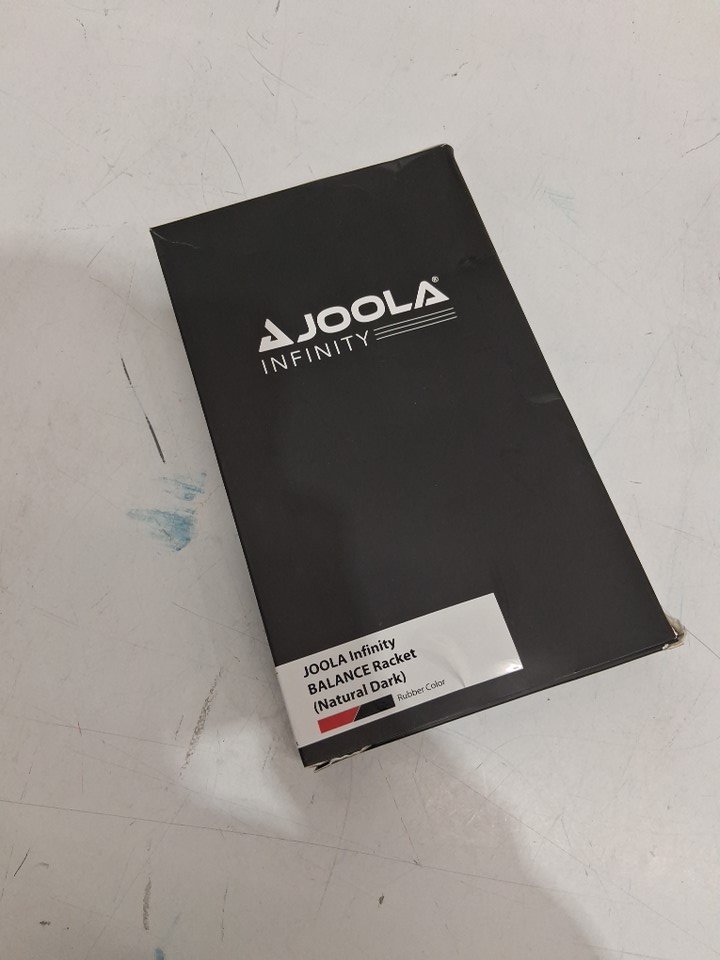 JOOLA®
INFINITY
JOOLA Infinity
BALANCE Racket
(Natural Dark)
Rubber Color